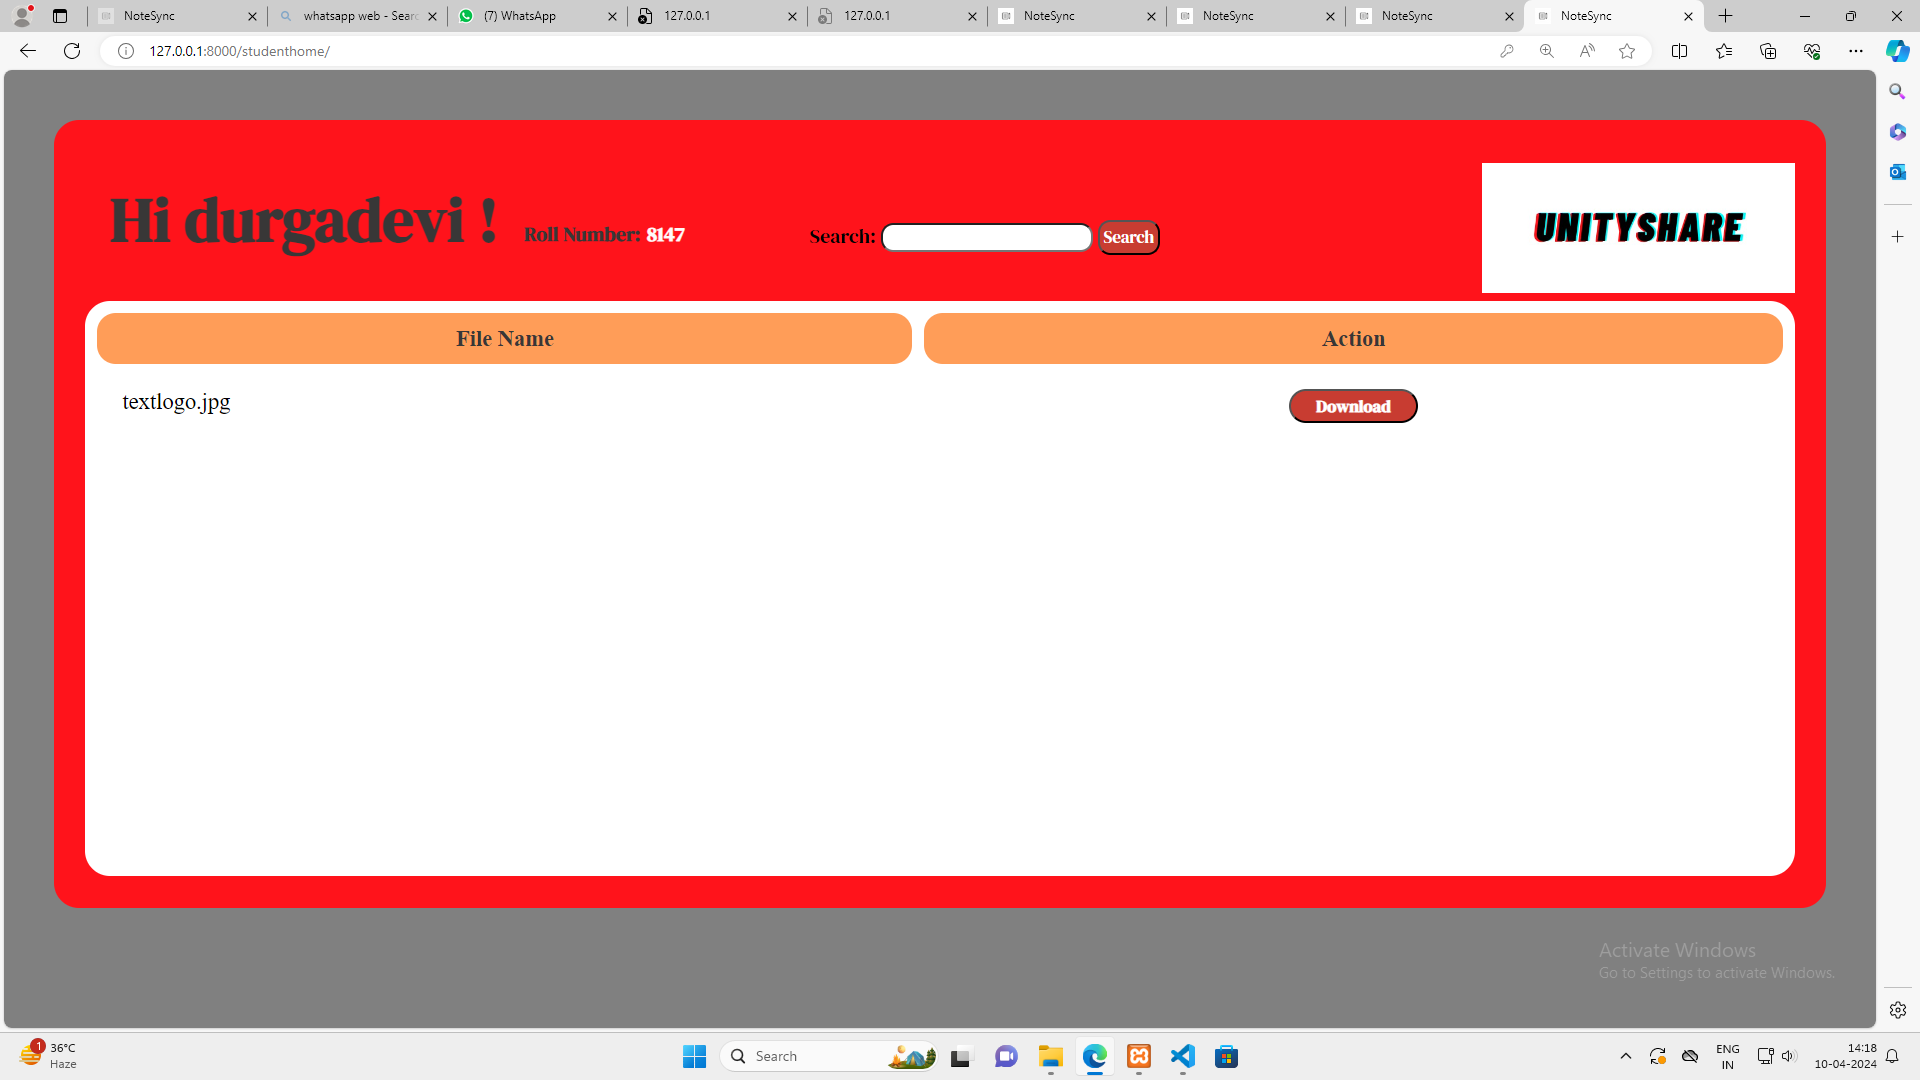 NoteSync
whatsapp web - Searc
(7) WhatsApp
127.0.0.1
127.0.0.1
NoteSync
NoteSync
NoteSync
NoteSync
127.0.0.1:8000/studenthome/
Hi durgadevi !
Roll Number: 8147
Search:
Search
UNITYSHARE
File Name
Action
textlogo.jpg
Download
Activate Windows
Go to Settings to activate Windows.
1
36°C
Haze
Search
ENG
IN
14:18
10-04-2024